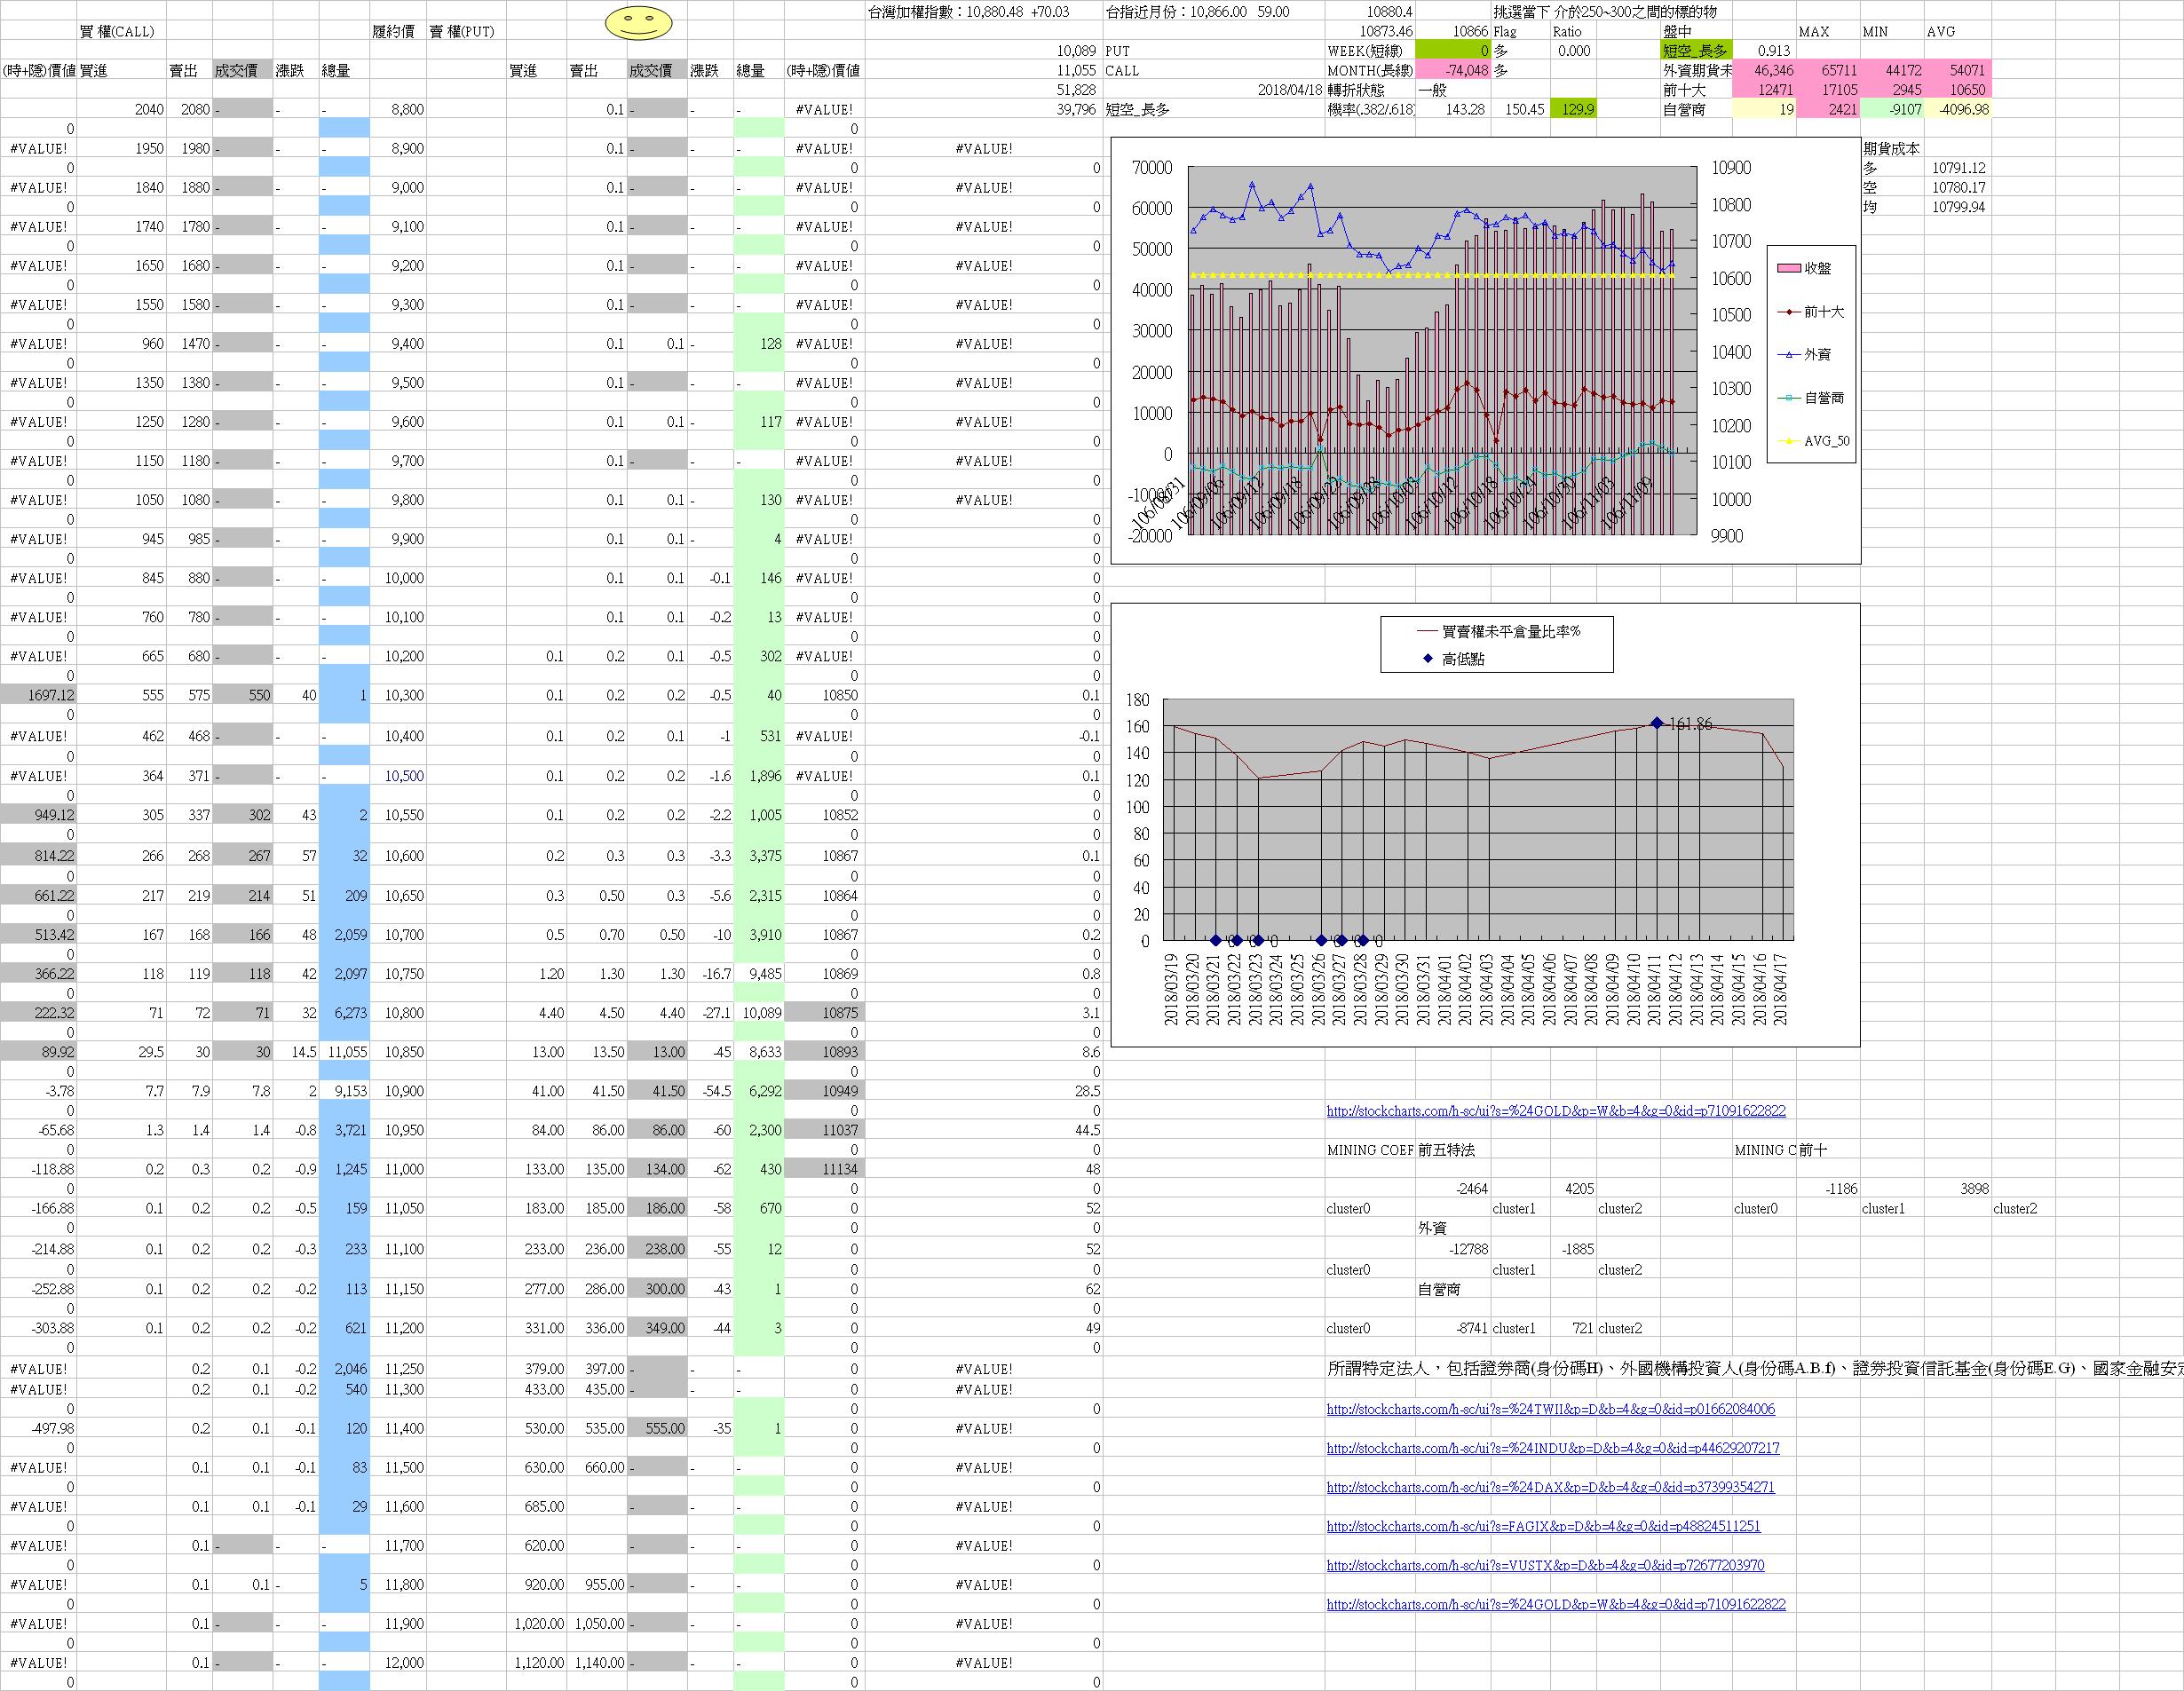 台灣加權指數：10,880.48 +70.03 台指近月份：10,866.00 59.00 10880.4 挑選當下 介於250~300之間的標的物
買 權(CALL) 履約價 賣 權(PUT) 10873.46 10866 Flag Ratio 盤中 MAX MIN AVG
10,089 PUT WEEK(短線) 0 多 0.000 短空_長多 0.913
(時+隱)價值 買進 賣出 成交價 漲跌 總量 買進 賣出 成交價 漲跌 總量 (時+隱)價值 11,055 CALL MONTH(長線) -74,048 多 外資期貨未 46,346 65711 44172 54071
51,828 2018/04/18 轉折狀態 一般 前十大 12471 17105 2945 10650
2040 2080 - - - 8,800 0.1 - - - #VALUE! 39,796 短空_長多 機率(.382/.618) 143.28 150.45 129.9 自營商 19 2421 -9107 -4096.98
0 0
#VALUE! 1950 1980 - - - 8,900 0.1 - - - #VALUE! #VALUE! 期貨成本
0 0 0 多 10791.12
#VALUE! 1840 1880 - - - 9,000 0.1 - - - #VALUE! #VALUE! 空 10780.17
0 0 0 均 10799.94
#VALUE! 1740 1780 - - - 9,100 0.1 - - - #VALUE! #VALUE!
0 0 0
#VALUE! 1650 1680 - - - 9,200 0.1 - - - #VALUE! #VALUE!
0 0 0
#VALUE! 1550 1580 - - - 9,300 0.1 - - - #VALUE! #VALUE!
0 0 0
#VALUE! 960 1470 - - - 9,400 0.1 0.1 - 128 #VALUE! #VALUE!
0 0 0
#VALUE! 1350 1380 - - - 9,500 0.1 - - - #VALUE! #VALUE!
0 0 0
#VALUE! 1250 1280 - - - 9,600 0.1 0.1 - 117 #VALUE! #VALUE!
0 0 0
#VALUE! 1150 1180 - - - 9,700 0.1 - - - #VALUE! #VALUE!
0 0 0
#VALUE! 1050 1080 - - - 9,800 0.1 0.1 - 130 #VALUE! #VALUE!
0 0 0
#VALUE! 945 985 - - - 9,900 0.1 0.1 - 4 #VALUE! 0
0 0 0
#VALUE! 845 880 - - - 10,000 0.1 0.1 -0.1 146 #VALUE! 0
0 0 0
#VALUE! 760 780 - - - 10,100 0.1 0.1 -0.2 13 #VALUE! 0
0 0 0
#VALUE! 665 680 - - - 10,200 0.1 0.2 0.1 -0.5 302 #VALUE! 0
0 0 0
1697.12 555 575 550 40 1 10,300 0.1 0.2 0.2 -0.5 40 10850 0.1
0 0 0
#VALUE! 462 468 - - - 10,400 0.1 0.2 0.1 -1 531 #VALUE! -0.1
0 0 0
#VALUE! 364 371 - - - 10,500 0.1 0.2 0.2 -1.6 1,896 #VALUE! 0.1
0 0 0
949.12 305 337 302 43 2 10,550 0.1 0.2 0.2 -2.2 1,005 10852 0
0 0 0
814.22 266 268 267 57 32 10,600 0.2 0.3 0.3 -3.3 3,375 10867 0.1
0 0 0
661.22 217 219 214 51 209 10,650 0.3 0.50 0.3 -5.6 2,315 10864 0
0 0 0
513.42 167 168 166 48 2,059 10,700 0.5 0.70 0.50 -10 3,910 10867 0.2
0 0 0
366.22 118 119 118 42 2,097 10,750 1.20 1.30 1.30 -16.7 9,485 10869 0.8
0 0 0
222.32 71 72 71 32 6,273 10,800 4.40 4.50 4.40 -27.1 10,089 10875 3.1
0 0 0
89.92 29.5 30 30 14.5 11,055 10,850 13.00 13.50 13.00 -45 8,633 10893 8.6
0 0 0
-3.78 7.7 7.9 7.8 2 9,153 10,900 41.00 41.50 41.50 -54.5 6,292 10949 28.5
0 0 0 http://stockcharts.com/h-sc/ui?s=%24GOLD&p=W&b=4&g=0&id=p71091622822
-65.68 1.3 1.4 1.4 -0.8 3,721 10,950 84.00 86.00 86.00 -60 2,300 11037 44.5
0 0 0 MINING COEF 前五特法 MINING C 前十
-118.88 0.2 0.3 0.2 -0.9 1,245 11,000 133.00 135.00 134.00 -62 430 11134 48
0 0 0 -2464 4205 -1186 3898
-166.88 0.1 0.2 0.2 -0.5 159 11,050 183.00 185.00 186.00 -58 670 0 52 cluster0 cluster1 cluster2 cluster0 cluster1 cluster2
0 0 0 外資
-214.88 0.1 0.2 0.2 -0.3 233 11,100 233.00 236.00 238.00 -55 12 0 52 -12788 -1885
0 0 0 cluster0 cluster1 cluster2
-252.88 0.1 0.2 0.2 -0.2 113 11,150 277.00 286.00 300.00 -43 1 0 62 自營商
0 0 0
-303.88 0.1 0.2 0.2 -0.2 621 11,200 331.00 336.00 349.00 -44 3 0 49 cluster0 -8741 cluster1 721 cluster2
0 0 0
#VALUE! 0.2 0.1 -0.2 2,046 11,250 379.00 397.00 - - - 0 #VALUE! 所謂特定法人，包括證券商(身份碼H)、外國機構投資人(身份碼A.B.f)、證券投資信託基金(身份碼E.G)、國家金融安定
#VALUE! 0.2 0.1 -0.2 540 11,300 433.00 435.00 - - - 0 #VALUE!
0 0 0 http://stockcharts.com/h-sc/ui?s=%24TWII&p=D&b=4&g=0&id=p01662084006
-497.98 0.2 0.1 -0.1 120 11,400 530.00 535.00 555.00 -35 1 0 #VALUE!
0 0 0 http://stockcharts.com/h-sc/ui?s=%24INDU&p=D&b=4&g=0&id=p44629207217
#VALUE! 0.1 0.1 -0.1 83 11,500 630.00 660.00 - - - 0 #VALUE!
0 0 0 http://stockcharts.com/h-sc/ui?s=%24DAX&p=D&b=4&g=0&id=p37399354271
#VALUE! 0.1 0.1 -0.1 29 11,600 685.00 - - - 0 #VALUE!
0 0 0 http://stockcharts.com/h-sc/ui?s=FAGIX&p=D&b=4&g=0&id=p48824511251
#VALUE! 0.1 - - - 11,700 620.00 - - - 0 #VALUE!
0 0 0 http://stockcharts.com/h-sc/ui?s=VUSTX&p=D&b=4&g=0&id=p72677203970
#VALUE! 0.1 0.1 - 5 11,800 920.00 955.00 - - - 0 #VALUE!
0 0 0 http://stockcharts.com/h-sc/ui?s=%24GOLD&p=W&b=4&g=0&id=p71091622822
#VALUE! 0.1 - - - 11,900 1,020.00 1,050.00 - - - 0 #VALUE!
0 0 0
#VALUE! 0.1 - - - 12,000 1,120.00 1,140.00 - - - 0 #VALUE!
0 0 0
70000 10900
60000 10800
50000 10700
40000 10600
30000 10500
20000 10400
10000 10300
0 10200
-10000 10100
-20000 10000
9900
106/08/31 106/09/06 106/09/12 106/09/18 106/09/22 106/10/03 106/10/12 106/10/18 106/10/24 106/10/30 106/11/03 106/11/09
收盤
前十大
外資
自營商
AVG_50
買賣權未平倉量比率%
高低點
180
160 161.86
140
120
100
80
60
40
20
0 0 0 0 0 0 0
2018/03/19 2018/03/20 2018/03/21 2018/03/22 2018/03/23 2018/03/24 2018/03/25 2018/03/26 2018/03/27 2018/03/28 2018/03/29 2018/03/30 2018/03/31 2018/04/01 2018/04/02 2018/04/03 2018/04/04 2018/04/05 2018/04/06 2018/04/07 2018/04/08 2018/04/09 2018/04/10 2018/04/11 2018/04/12 2018/04/13 2018/04/14 2018/04/15 2018/04/16 2018/04/17